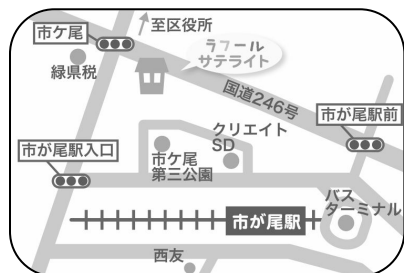 至区役所
市ケ尾
緑県税
ラフール
サテライト
国道246号
市が尾駅前
クリエイト
SD
市ケ尾
第三公園
市が尾駅入口
バス
ターミナル
市が尾駅
西友